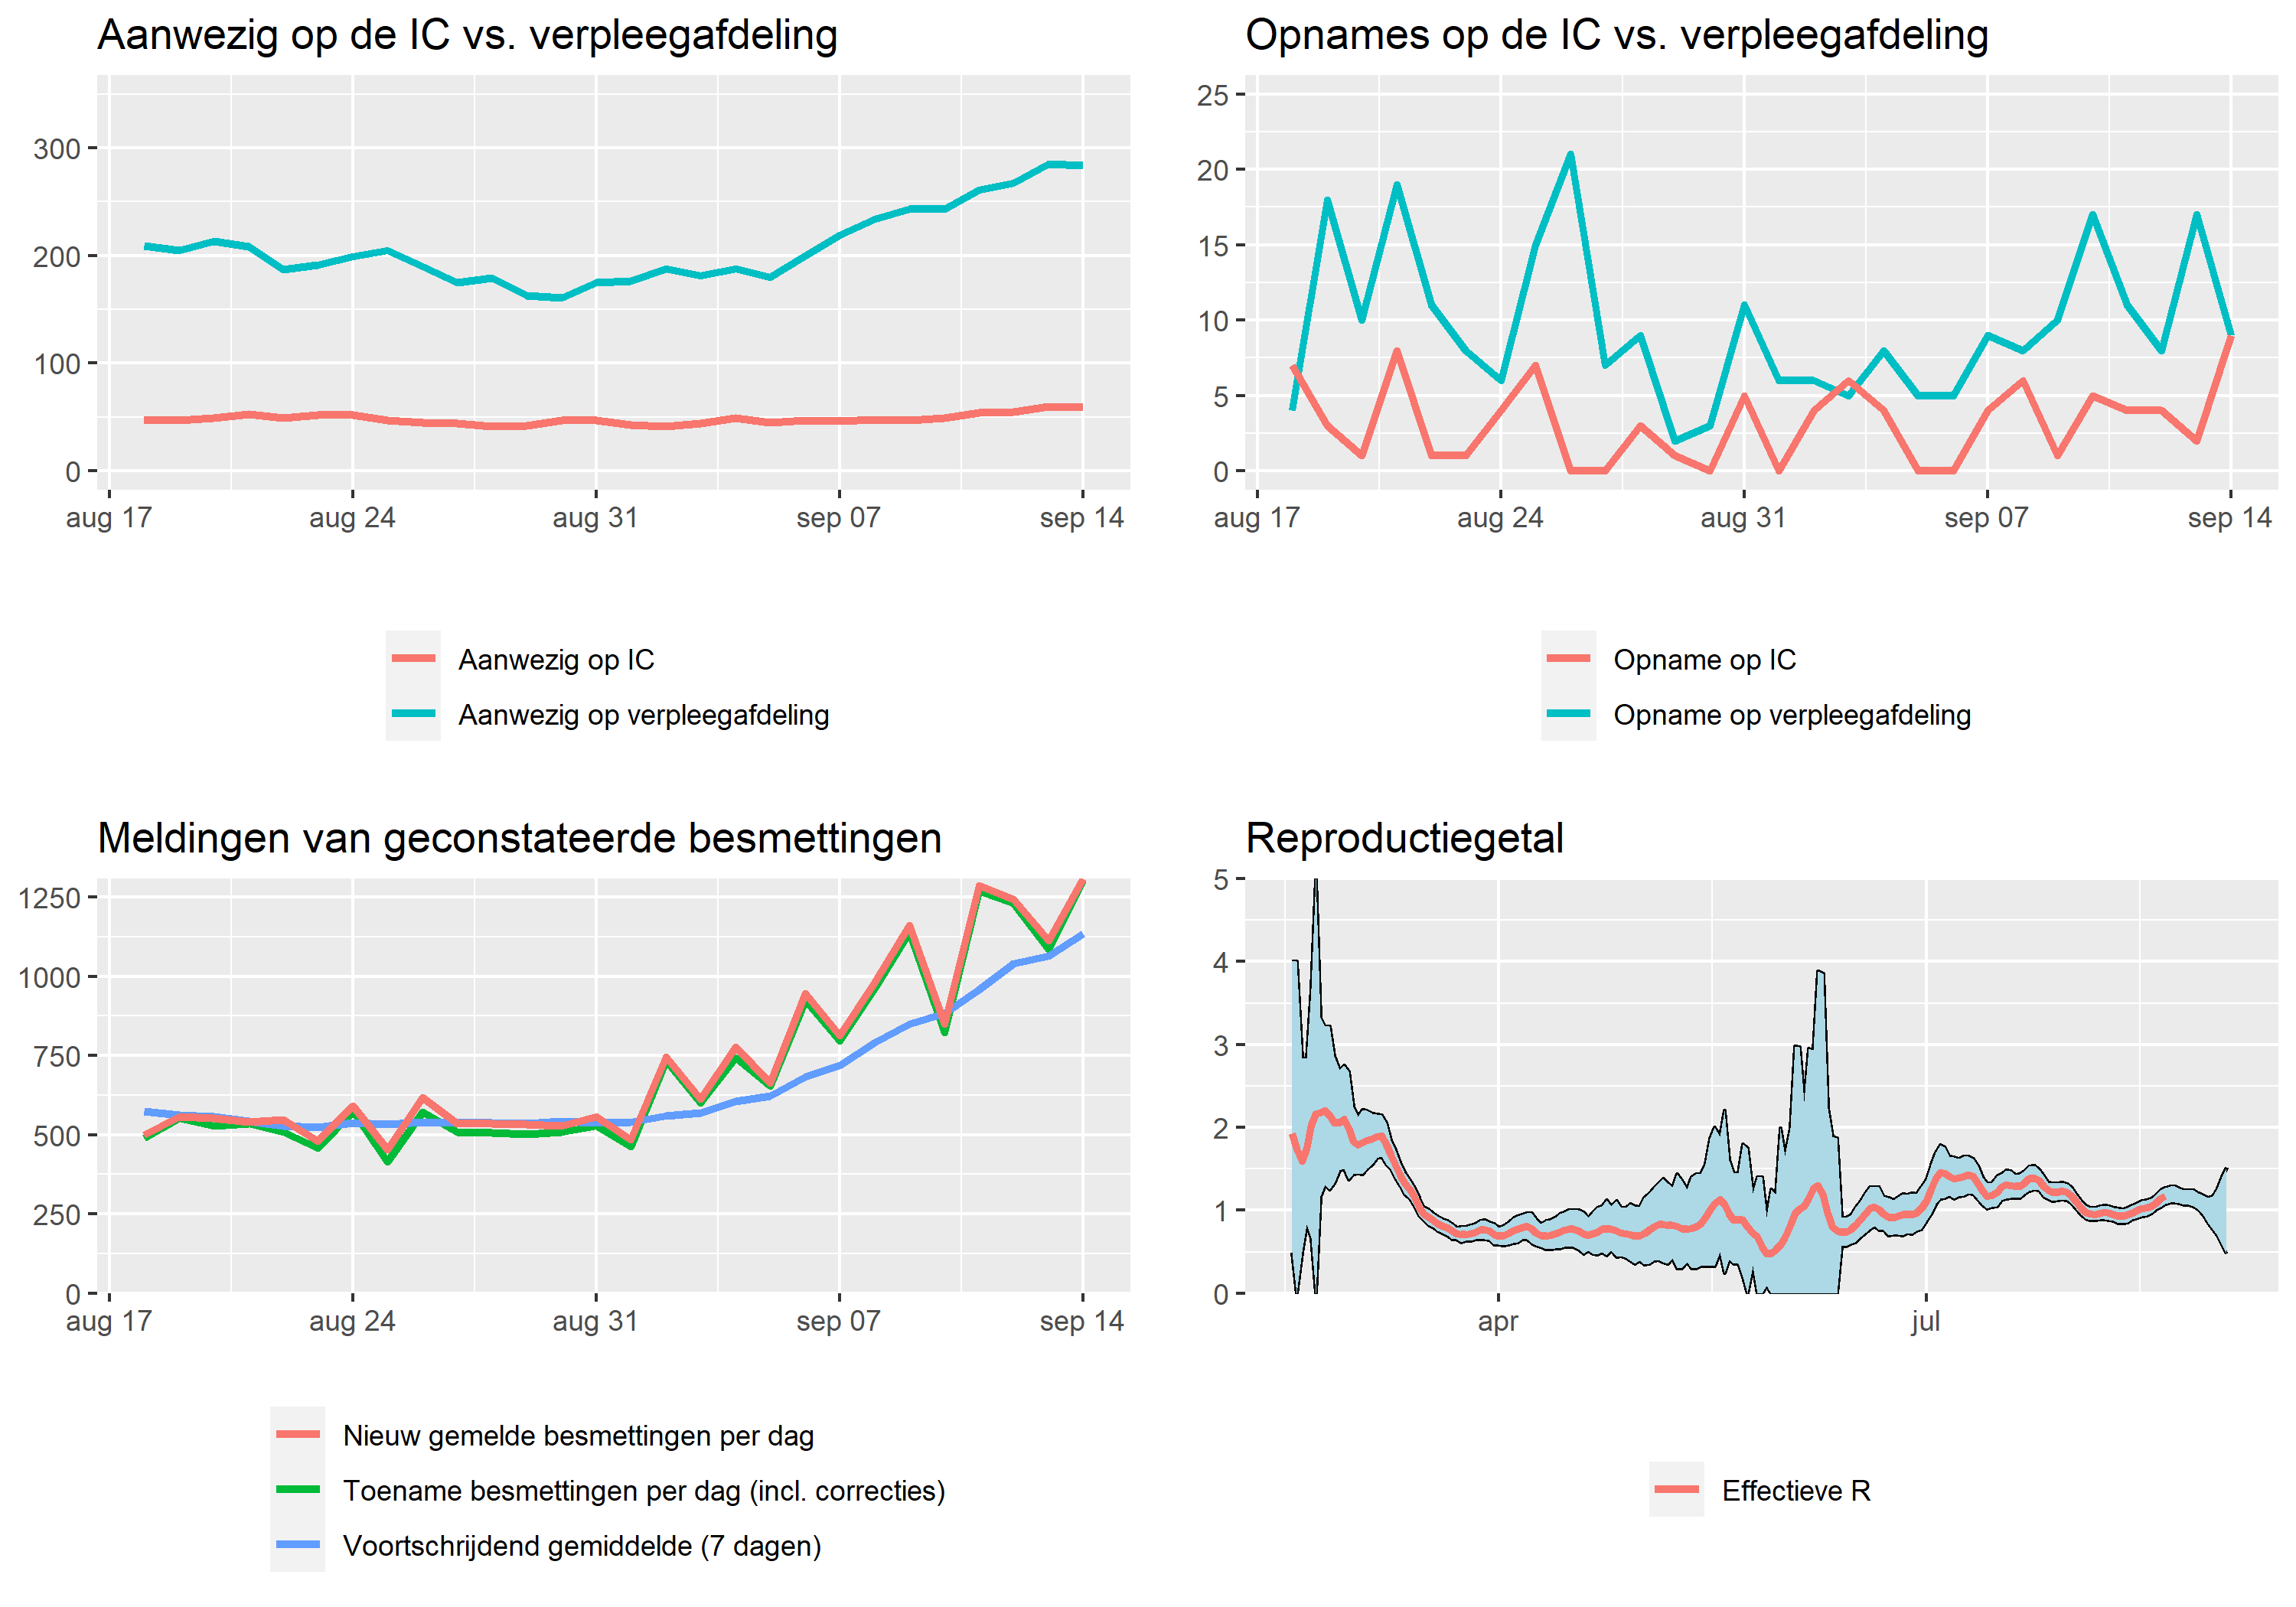 Aanwezig op de IC vs. verpleegafdeling
300
200
100
0
aug 17 aug 24 aug 31 sep 07 sep 14
Aanwezig op IC
Aanwezig op verpleegafdeling
Opnames op de IC vs. verpleegafdeling
25
20
15
10
5
0
aug 17 aug 24 aug 31 sep 07 sep 14
Opname op IC
Opname op verpleegafdeling
Meldingen van geconstateerde besmettingen
1250
1000
750
500
250
0
aug 17 aug 24 aug 31 sep 07 sep 14
Nieuw gemelde besmettingen per dag
Toename besmettingen per dag (incl. correcties)
Voortschrijdend gemiddelde (7 dagen)
Reproductiegetal
5
4
3
2
1
0
apr jul
Effectieve R